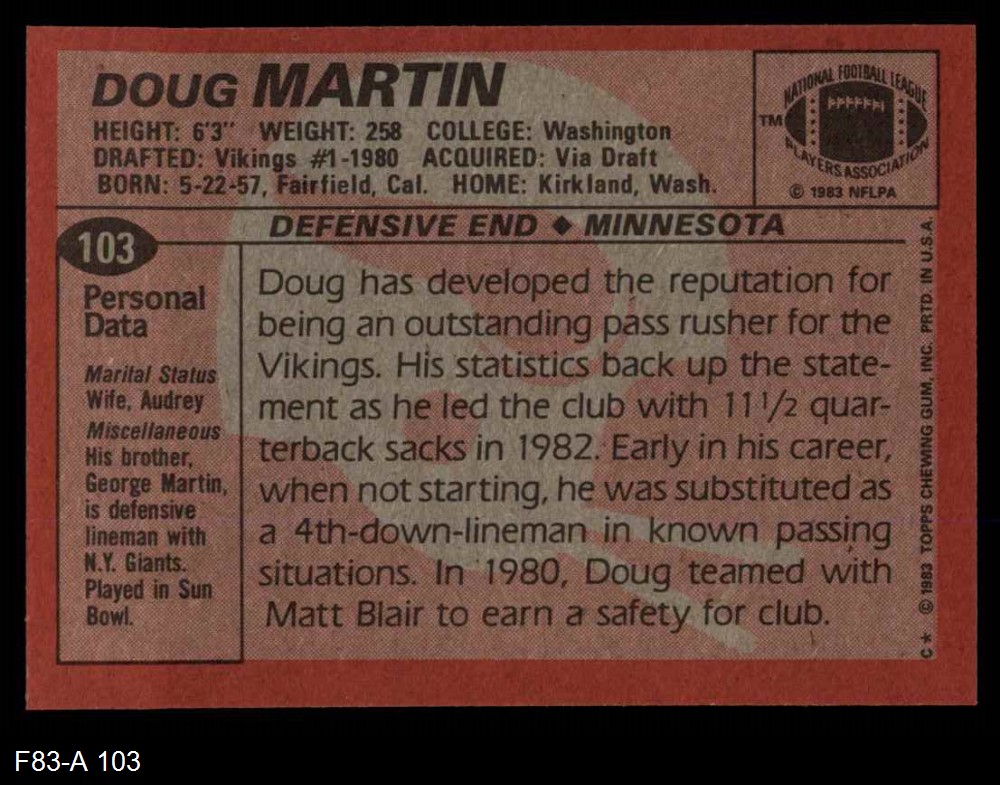 DOUG MARTIN
HEIGHT: 6'3" WEIGHT: 258 COLLEGE: Washington
DRAFTED: Vikings #1-1980 ACQUIRED: Via Draft
BORN: 5-22-57, Fairfield, Cal. HOME: Kirkland, Wash.
NATIONAL FOOTBALL LEAGUE
TM
PLAYERS ASSOCIATION
© 1983 NFLPA
103
DEFENSIVE END ◆ MINNESOTA
Personal
Data
Marital Status
Wife, Audrey
Miscellaneous
His brother,
George Martin,
is defensive
lineman with
N.Y. Giants.
Played in Sun
Bowl.
Doug has developed the reputation for
being an outstanding pass rusher for the
Vikings. His statistics back up the state-
ment as he led the club with 11 1/2 quar-
terback sacks in 1982. Early in his career,
when not starting, he was substituted as
a 4th-down-lineman in known passing
situations. In 1980, Doug teamed with
Matt Blair to earn a safety for club.
C * © 1983 TOPPS CHEWING GUM, INC. PRTD. IN U.S.A.
F83-A 103